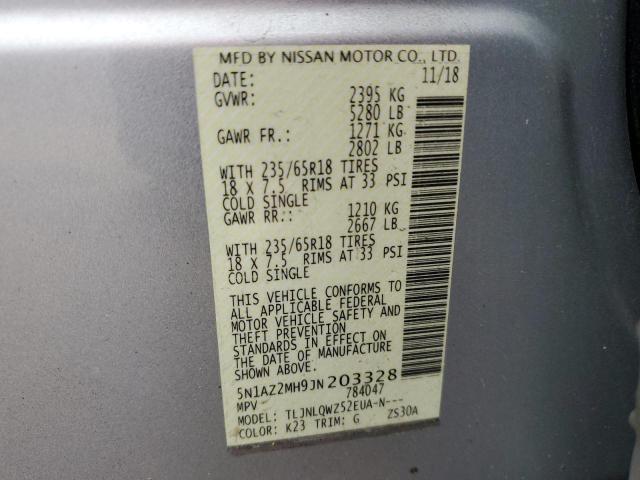 MFD BY NISSAN MOTOR CO., LTD.
DATE: 11/18
GVWR: 2395 KG
5280 LB
GAWR FR.: 1271 KG
2802 LB
WITH 235/65R18 TIRES
18 X 7.5 RIMS AT 33 PSI
COLD SINGLE
GAWR RR.: 1210 KG
2667 LB
WITH 235/65R18 TIRES
18 X 7.5 RIMS AT 33 PSI
COLD SINGLE
THIS VEHICLE CONFORMS TO
ALL APPLICABLE FEDERAL
MOTOR VEHICLE SAFETY AND
THEFT PREVENTION
STANDARDS IN EFFECT ON
THE DATE OF MANUFACTURE
SHOWN ABOVE.
5N1AZ2MH9JN203328
MPV 784047
MODEL: TLJNLQWZ52EUA-N---
COLOR: K23 TRIM: G ZS30A